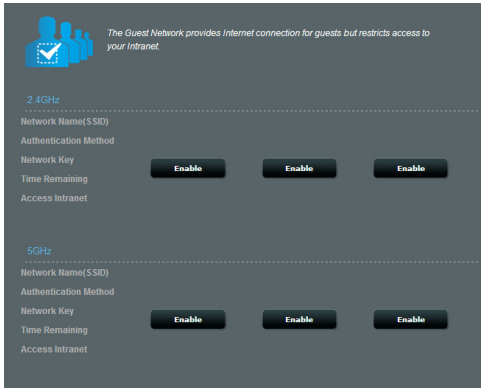 The Guest Network provides Internet connection for guests but restricts access to
your Intranet.
2.4GHz
Network Name(SSID)
Authentication Method
Network Key
Enable Enable Enable
Time Remaining
Access Intranet
5GHz
Network Name(SSID)
Authentication Method
Network Key
Enable Enable Enable
Time Remaining
Access Intranet